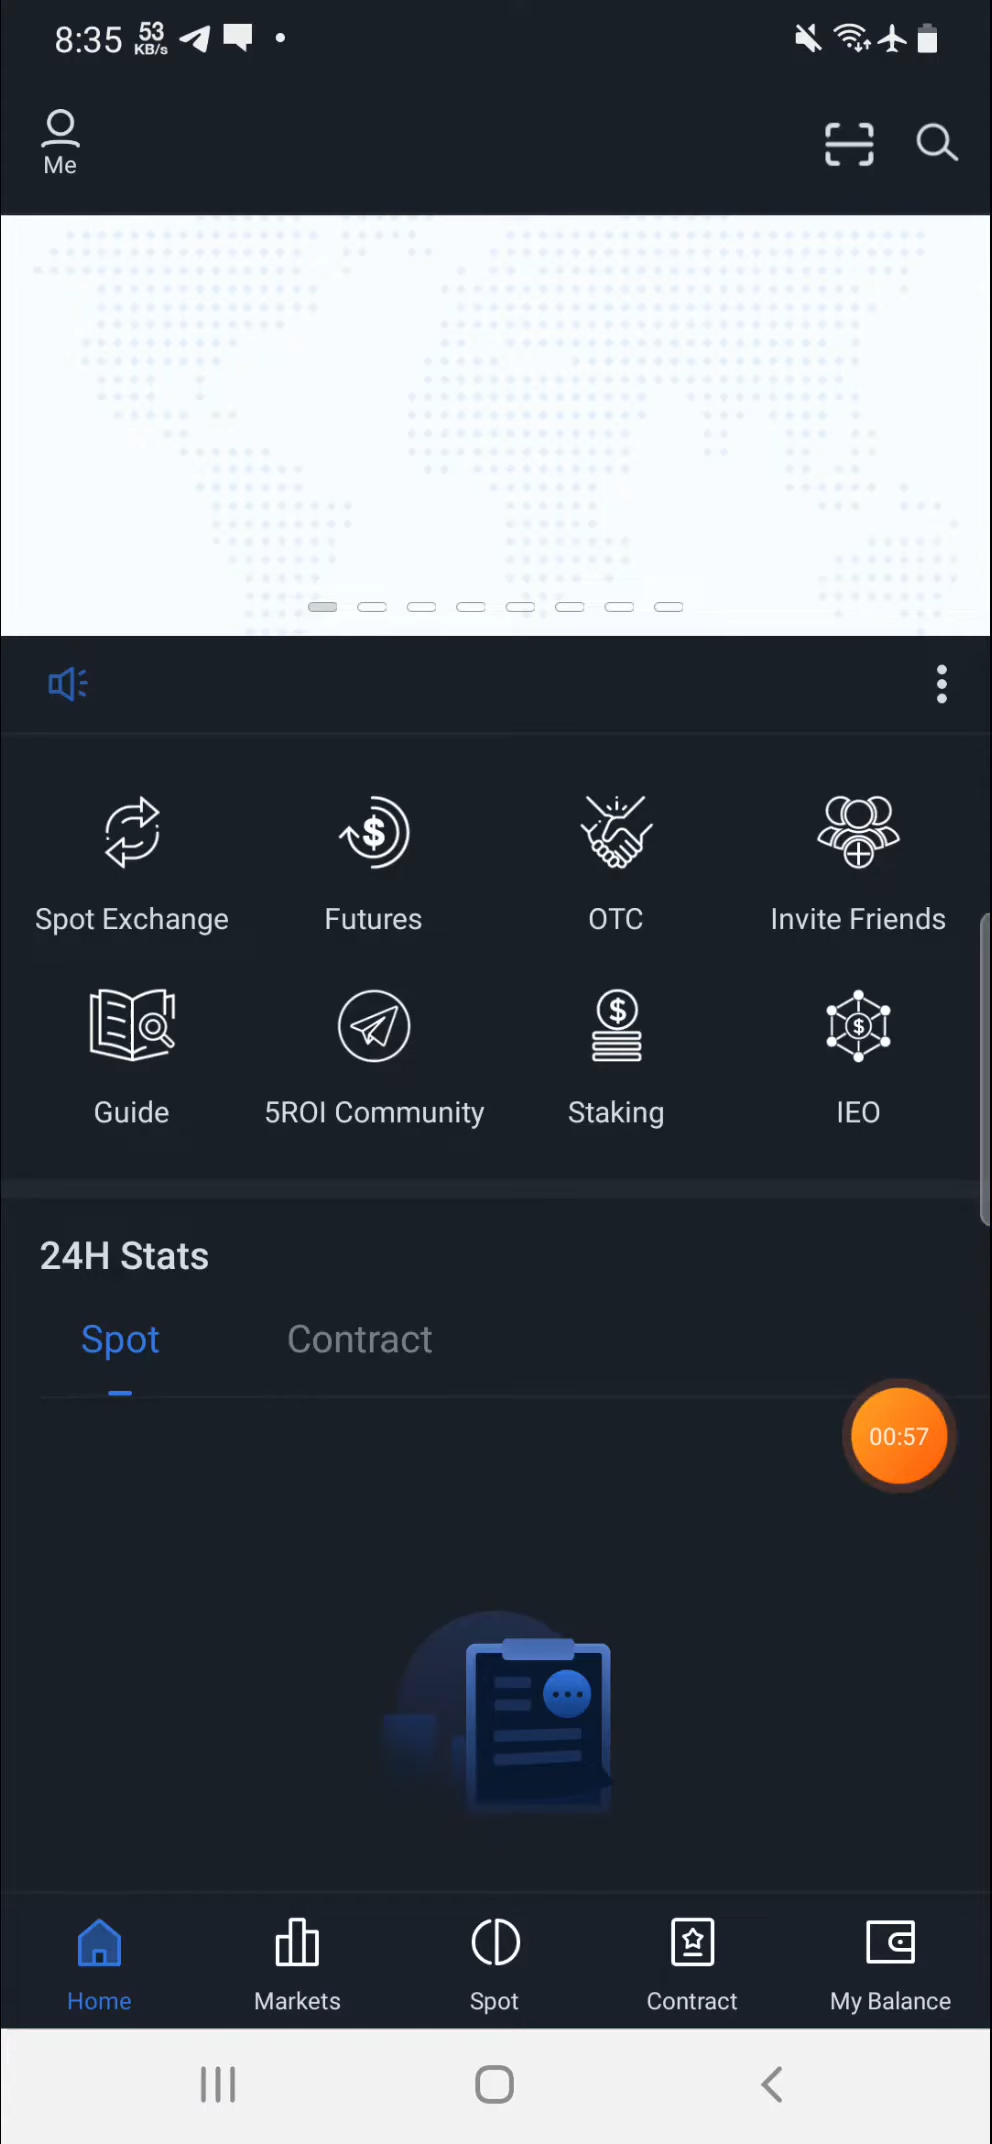 8:35 53 KB/s
Me
Spot Exchange Futures OTC Invite Friends
Guide 5ROI Community Staking IEO
24H Stats
Spot Contract
00:57
Home Markets Spot Contract My Balance